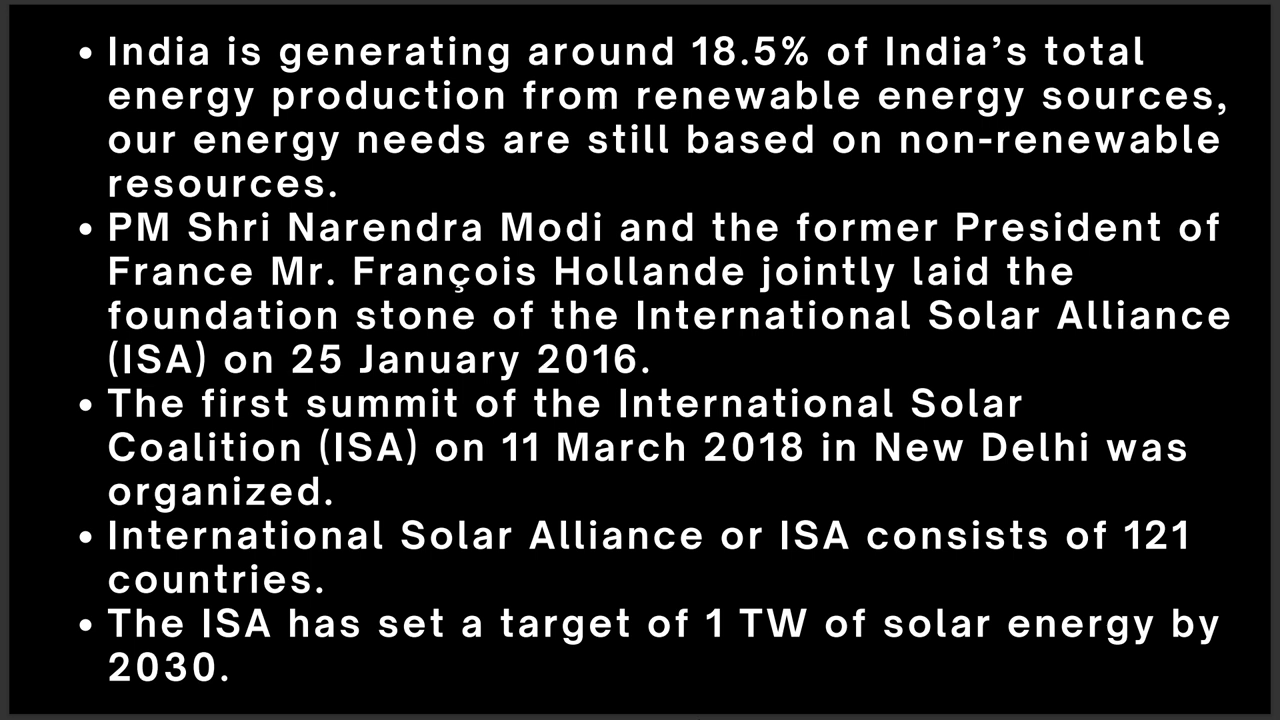 • India is generating around 18.5% of India’s total
energy production from renewable energy sources,
our energy needs are still based on non-renewable
resources.
• PM Shri Narendra Modi and the former President of
France Mr. François Hollande jointly laid the
foundation stone of the International Solar Alliance
(ISA) on 25 January 2016.
• The first summit of the International Solar
Coalition (ISA) on 11 March 2018 in New Delhi was
organized.
• International Solar Alliance or ISA consists of 121
countries.
• The ISA has set a target of 1 TW of solar energy by
2030.